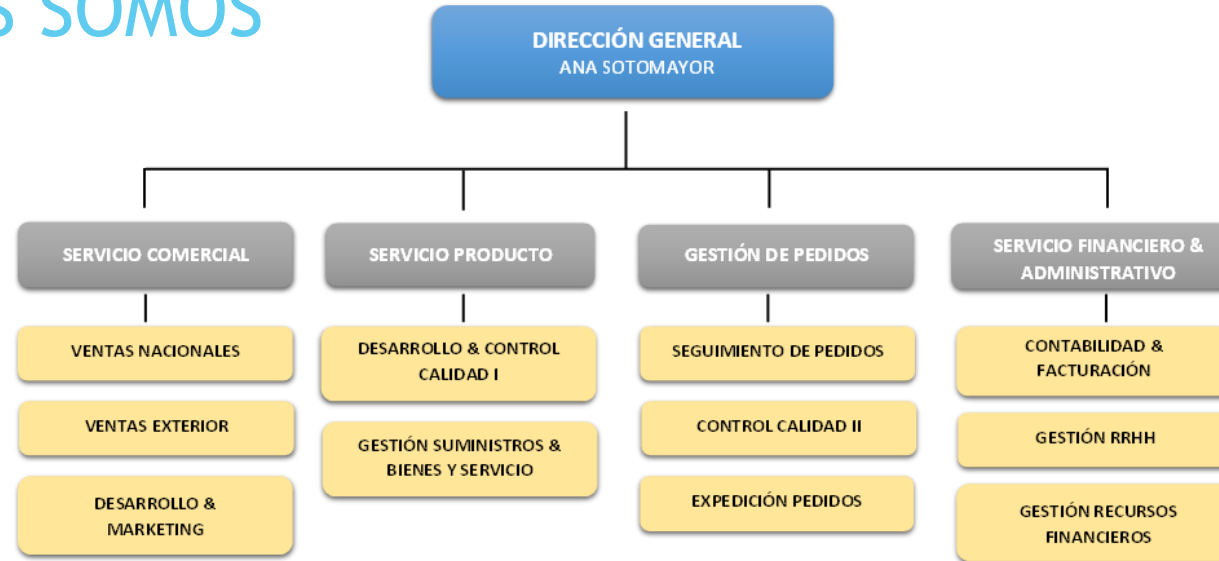 S SOMOS
DIRECCIÓN GENERAL
ANA SOTOMAYOR
SERVICIO COMERCIAL
SERVICIO PRODUCTO
GESTIÓN DE PEDIDOS
SERVICIO FINANCIERO &
ADMINISTRATIVO
VENTAS NACIONALES
VENTAS EXTERIOR
DESARROLLO &
MARKETING
DESARROLLO & CONTROL
CALIDAD I
GESTIÓN SUMINISTROS &
BIENES Y SERVICIO
SEGUIMIENTO DE PEDIDOS
CONTROL CALIDAD II
EXPEDICIÓN PEDIDOS
CONTABILIDAD &
FACTURACIÓN
GESTIÓN RRHH
GESTIÓN RECURSOS
FINANCIEROS